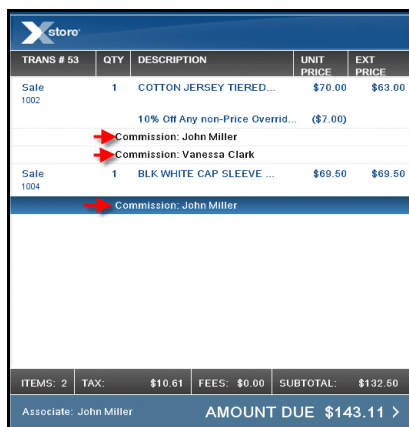 Xstore
TRANS # 53 QTY DESCRIPTION UNIT PRICE EXT PRICE
Sale 1 COTTON JERSEY TIERED... $70.00 $63.00
1002
10% Off Any non-Price Overrid... ($7.00)
Commission: John Miller
Commission: Vanessa Clark
Sale 1 BLK WHITE CAP SLEEVE ... $69.50 $69.50
1004
Commission: John Miller
ITEMS: 2 TAX: $10.61 FEES: $0.00 SUBTOTAL: $132.50
Associate: John Miller AMOUNT DUE $143.11 >